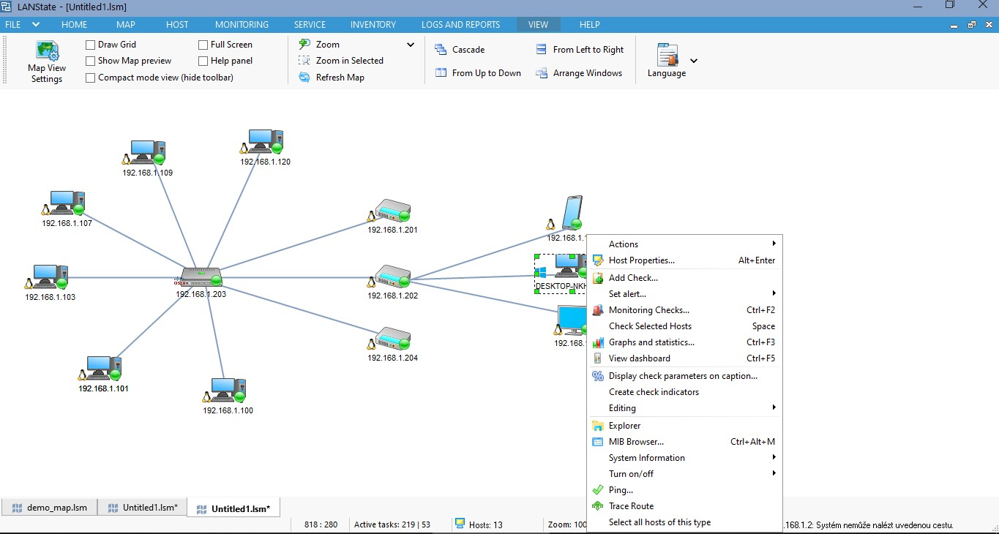 LANState - [Untitled1.lsm]
FILE HOME MAP HOST MONITORING SERVICE INVENTORY LOGS AND REPORTS VIEW HELP
Map View Settings
Draw Grid
Show Map preview
Compact mode view (hide toolbar)
Full Screen
Help panel
Zoom
Zoom in Selected
Refresh Map
Cascade
From Up to Down
From Left to Right
Arrange Windows
Language
192.168.1.109
192.168.1.120
192.168.1.107
192.168.1.201
192.168.1.103
CISCO
192.168.1.203
192.168.1.202
192.168.1.204
192.168.1.101
192.168.1.100
192.168.1.1
DESKTOP-NKH
192.168.
Actions
Host Properties... Alt+Enter
Add Check...
Set alert...
Monitoring Checks... Ctrl+F2
Check Selected Hosts Space
Graphs and statistics... Ctrl+F3
View dashboard Ctrl+F5
Display check parameters on caption...
Create check indicators
Editing
Explorer
MIB Browser... Ctrl+Alt+M
System Information
Turn on/off
Ping...
Trace Route
Select all hosts of this type
demo_map.lsm Untitled1.lsm* Untitled1.lsm*
818 : 280 Active tasks: 219 | 53 Hosts: 13 Zoom: 100 .168.1.2: Systém nemůže nalézt uvedenou cestu.